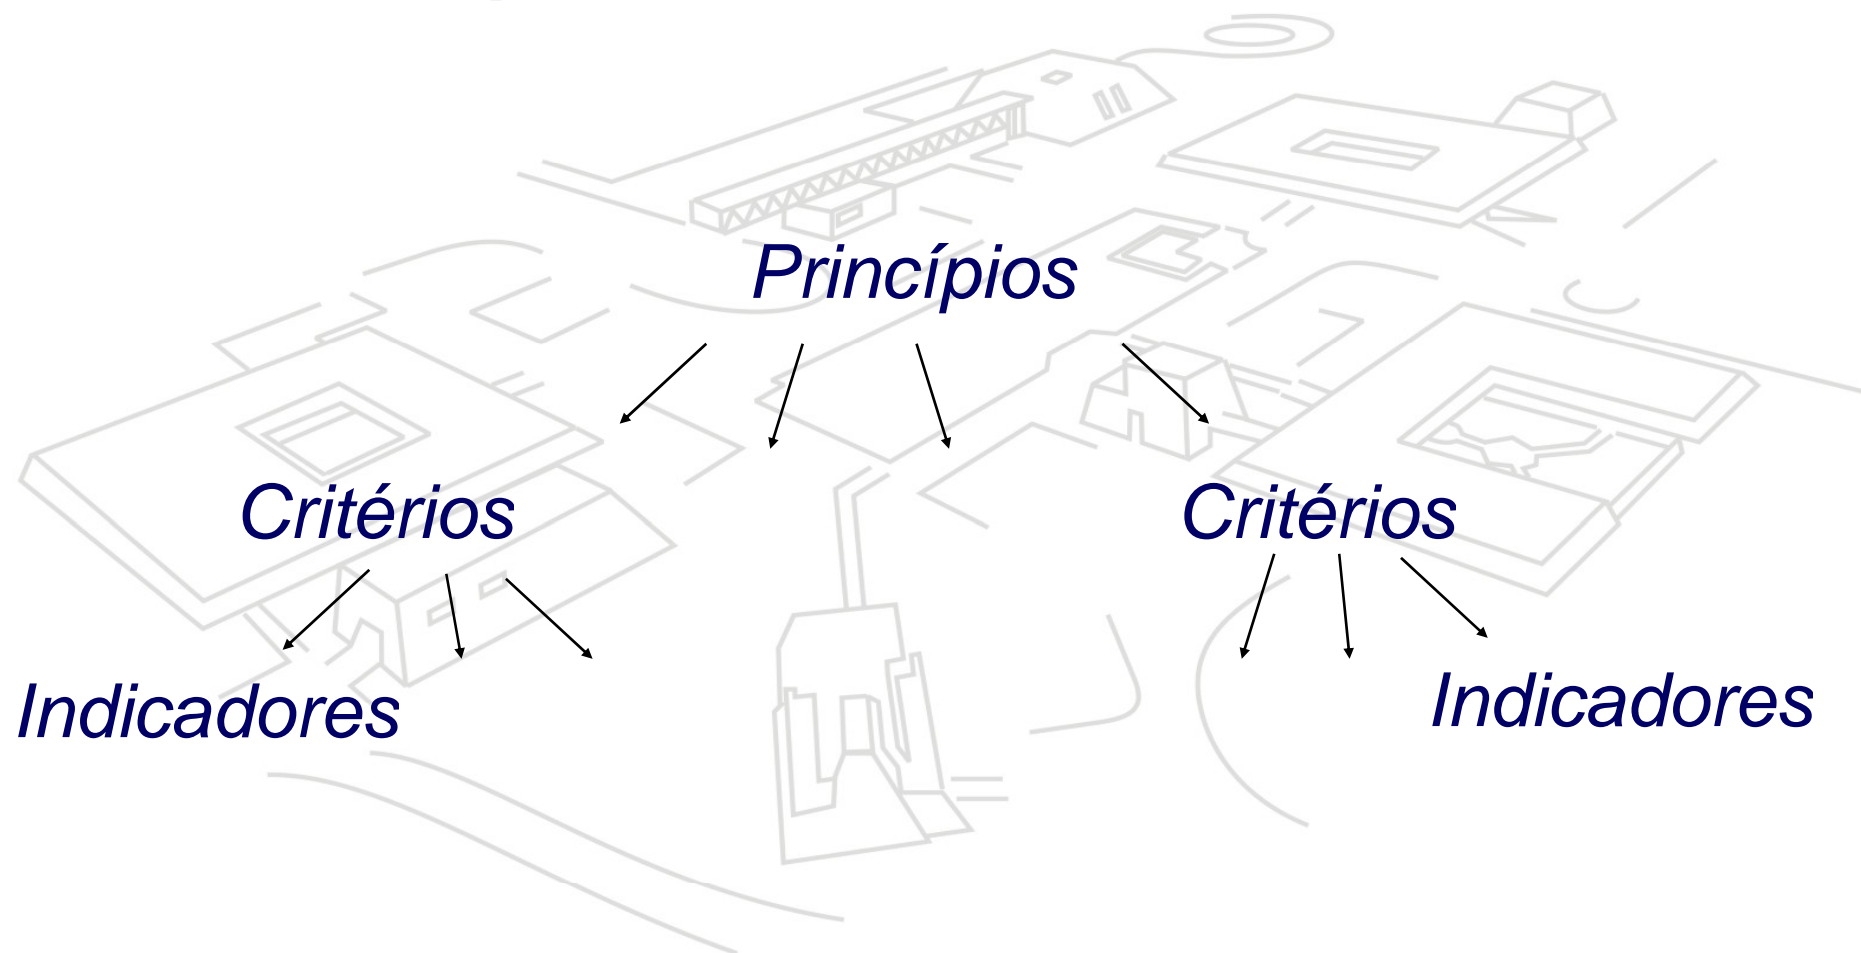 Princípios
Critérios
Critérios
Indicadores
Indicadores